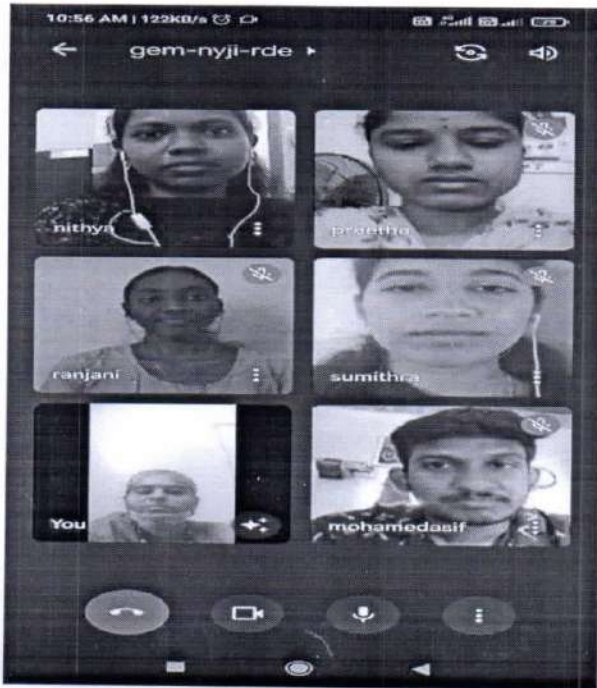 10:56 AM | 122KB/s
gem-nyji-rde
nithya
preetha
ranjani
sumithra
You
mohamedasif